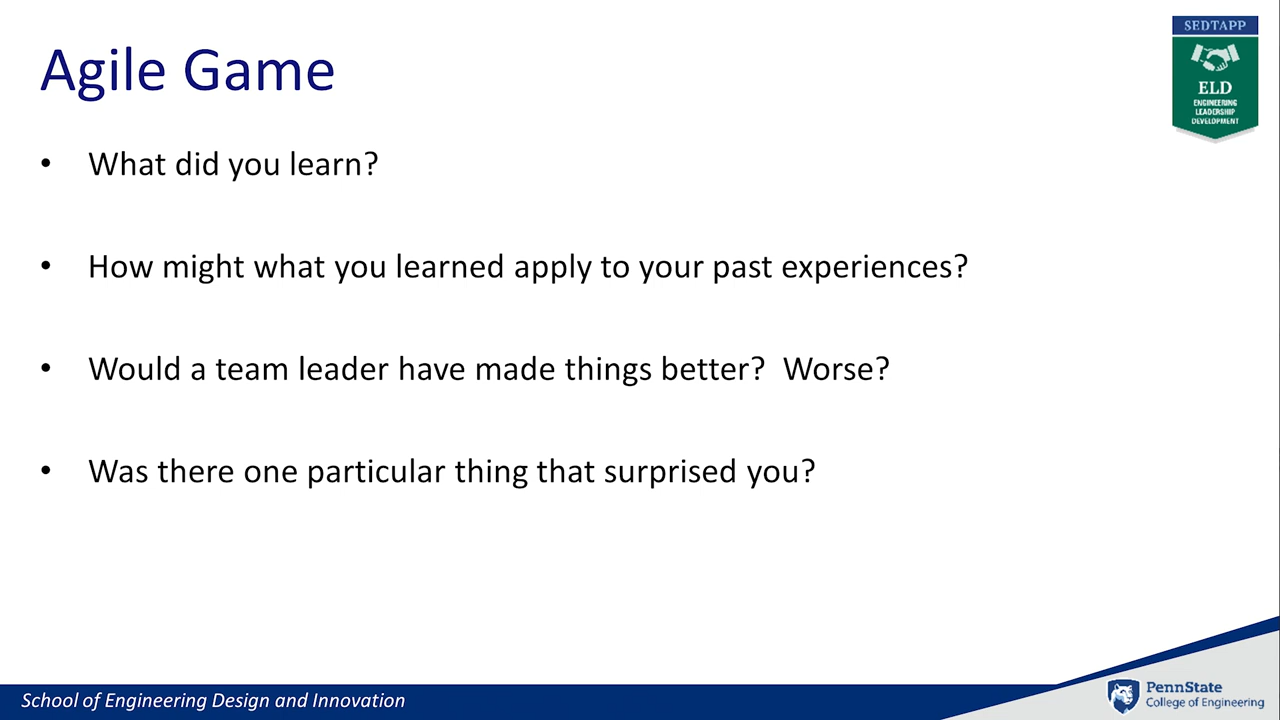 Agile Game
SEDTAPP
ELD
ENGINEERING
LEADERSHIP
DEVELOPMENT
• What did you learn?
• How might what you learned apply to your past experiences?
• Would a team leader have made things better?  Worse?
• Was there one particular thing that surprised you?
School of Engineering Design and Innovation
PennState
College of Engineering